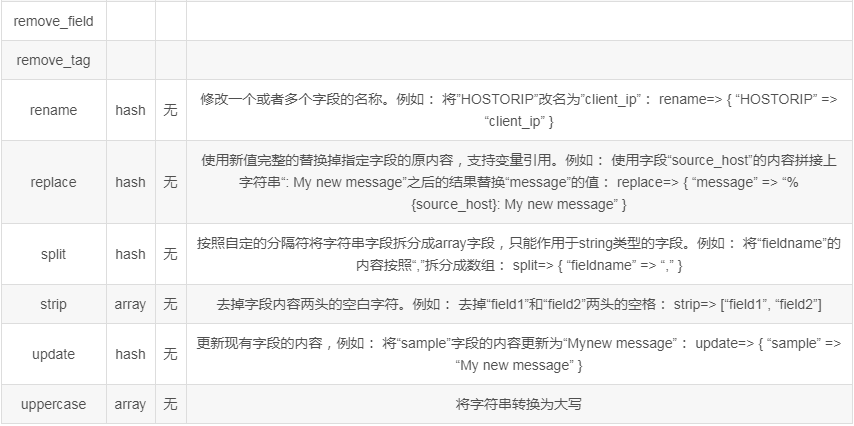 remove_field
remove_tag
rename hash 无 修改一个或者多个字段的名称。例如： 将”HOSTORIP”改名为”client_ip”： rename=> { “HOSTORIP” =>
“client_ip” }
replace hash 无 使用新值完整的替换掉指定字段的原内容，支持变量引用。例如： 使用字段“source_host”的内容拼接上
字符串“: My new message”之后的结果替换“message”的值： replace=> { “message” => “%
{source_host}: My new message” }
split hash 无 按照自定的分隔符将字符串字段拆分成array字段，只能作用于string类型的字段。例如： 将“fieldname”的
内容按照“,”拆分成数组： split=> { “fieldname” => “,” }
strip array 无 去掉字段内容两头的空白字符。例如： 去掉“field1”和“field2”两头的空格： strip=> [“field1”, “field2”]
update hash 无 更新现有字段的内容，例如： 将“sample”字段的内容更新为“Mynew message”： update=> { “sample” =>
“My new message” }
uppercase array 无 将字符串转换为大写